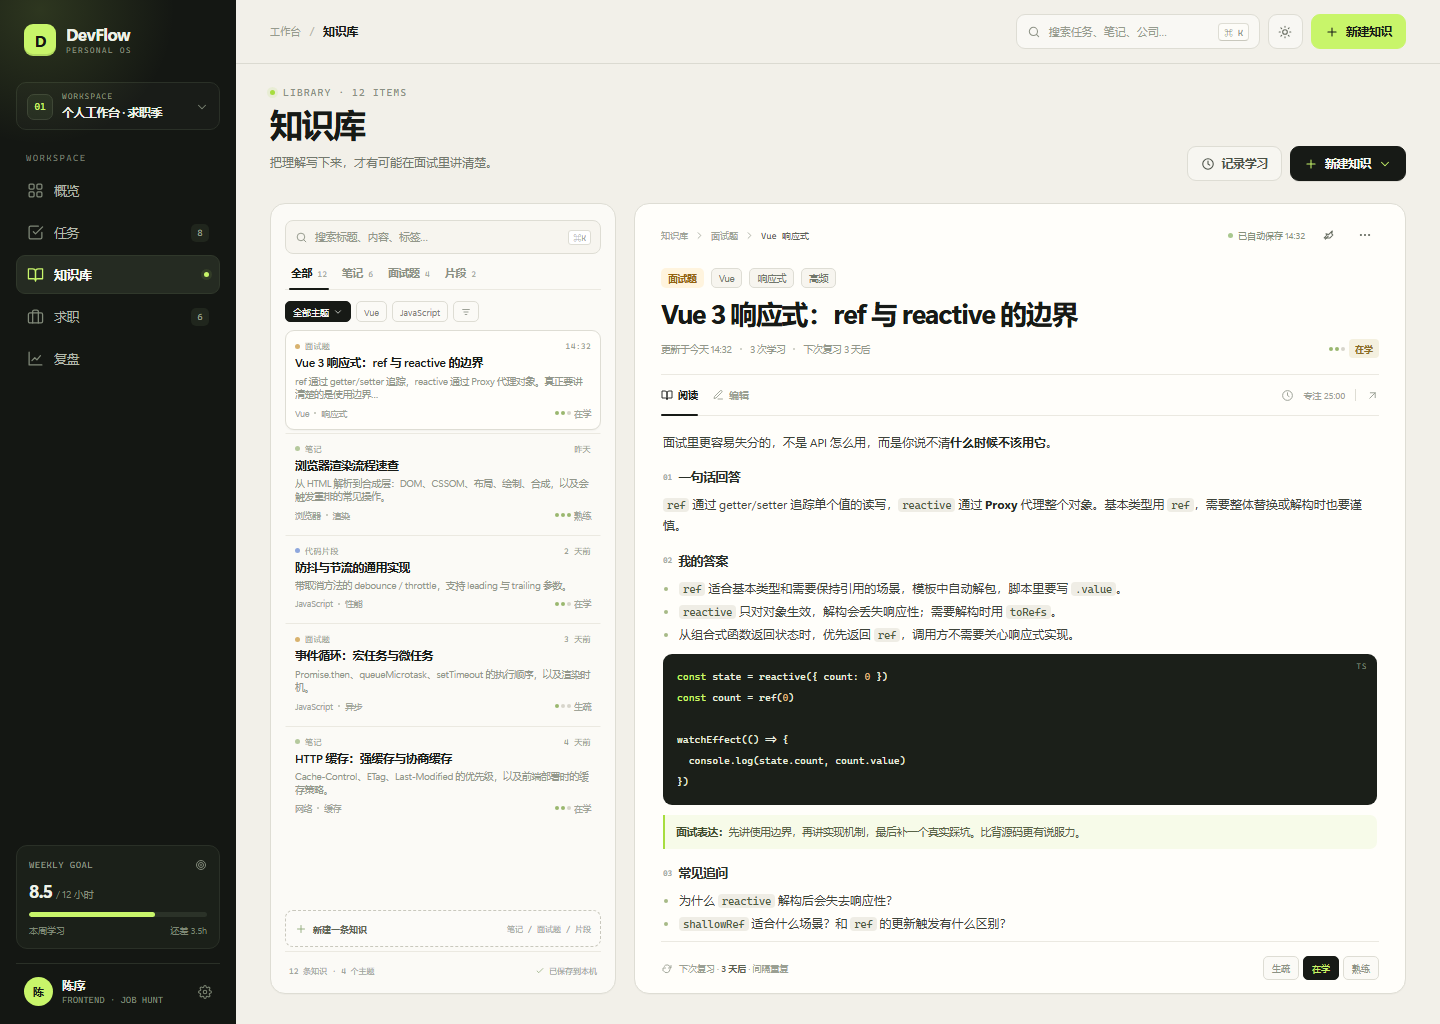 D DevFlow
PERSONAL OS
01 WORKSPACE
个人工作台 · 求职季
WORKSPACE
概览
任务 8
知识库
求职 6
复盘
WEEKLY GOAL
8.5 / 12 小时
本周学习 还差 3.5h
陈 陈序
FRONTEND · JOB HUNT
工作台 / 知识库
搜索任务、笔记、公司... ⌘ K
+ 新建知识
LIBRARY · 12 ITEMS
知识库
把理解写下来，才有可能在面试里讲清楚。
记录学习
+ 新建知识
搜索标题、内容、标签... ⌘K
全部 12 笔记 6 面试题 4 片段 2
全部主题 Vue JavaScript
面试题 14:32
Vue 3 响应式：ref 与 reactive 的边界
ref 通过 getter/setter 追踪，reactive 通过 Proxy 代理对象。真正要讲
清楚的是使用边界...
Vue · 响应式 在学
笔记 昨天
浏览器渲染流程速查
从 HTML 解析到合成层：DOM、CSSOM、布局、绘制、合成，以及会
触发重排的常见操作。
浏览器 · 渲染 熟练
代码片段 2 天前
防抖与节流的通用实现
带取消方法的 debounce / throttle，支持 leading 与 trailing 参数。
JavaScript · 性能 在学
面试题 3 天前
事件循环：宏任务与微任务
Promise.then、queueMicrotask、setTimeout 的执行顺序，以及渲染时
机。
JavaScript · 异步 生疏
笔记 4 天前
HTTP 缓存：强缓存与协商缓存
Cache-Control、ETag、Last-Modified 的优先级，以及前端部署时的缓
存策略。
网络 · 缓存 在学
+ 新建一条知识 笔记 / 面试题 / 片段
12 条知识 · 4 个主题 已保存到本机
知识库 > 面试题 > Vue 响应式
已自动保存 14:32
面试题 Vue 响应式 高频
Vue 3 响应式：ref 与 reactive 的边界
更新于今天 14:32 · 3 次学习 · 下次复习 3 天后 在学
阅读 编辑 专注 25:00
面试里更容易失分的，不是 API 怎么用，而是你说不清什么时候不该用它。
01 一句话回答
ref 通过 getter/setter 追踪单个值的读写，reactive 通过 Proxy 代理整个对象。基本类型用 ref，需要整体替换或解构时也要谨
慎。
02 我的答案
• ref 适合基本类型和需要保持引用的场景，模板中自动解包，脚本里要写 .value。
• reactive 只对对象生效，解构会丢失响应性；需要解构时用 toRefs。
• 从组合式函数返回状态时，优先返回 ref，调用方不需要关心响应式实现。
TS
const state = reactive({ count: 0 })
const count = ref(0)
watchEffect(() => {
console.log(state.count, count.value)
})
面试表达：先讲使用边界，再讲实现机制，最后补一个真实踩坑。比背源码更有说服力。
03 常见追问
• 为什么 reactive 解构后会失去响应性？
• shallowRef 适合什么场景？和 ref 的更新触发有什么区别？
下次复习 · 3 天后 · 间隔重复
生疏 在学 熟练